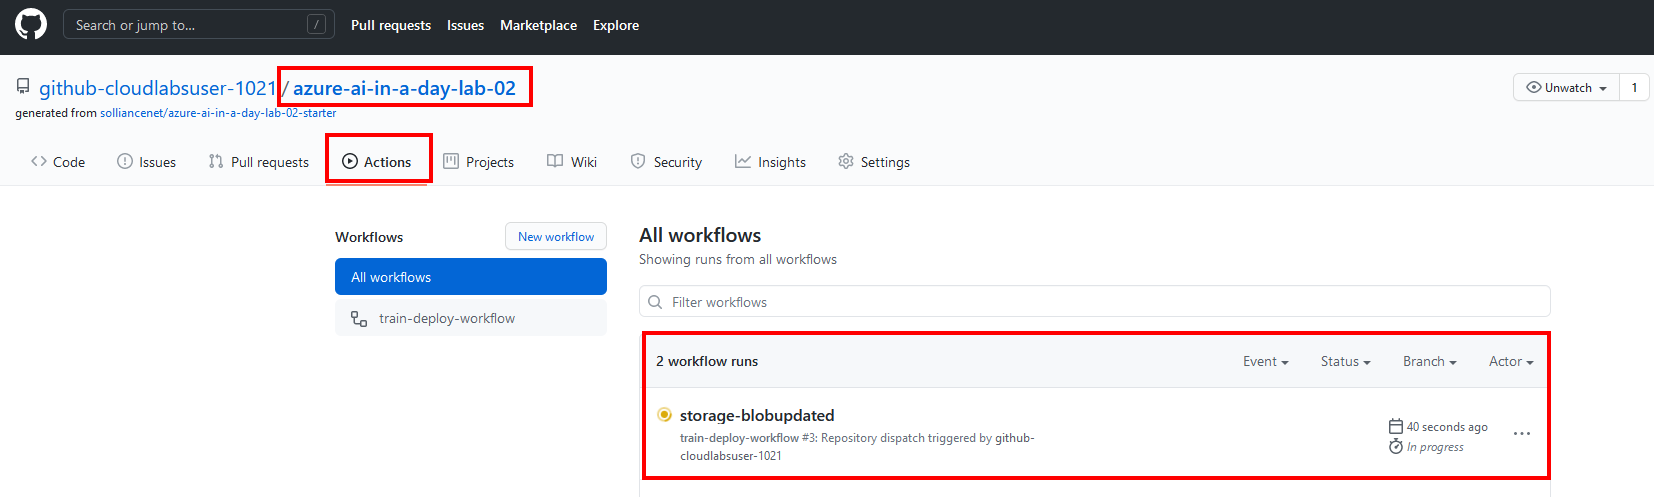 Search or jump to... / Pull requests Issues Marketplace Explore
github-cloudlabsuser-1021 / azure-ai-in-a-day-lab-02 Unwatch 1
generated from solliancenet/azure-ai-in-a-day-lab-02-starter
Code Issues Pull requests Actions Projects Wiki Security Insights Settings
Workflows New workflow
All workflows
train-deploy-workflow
All workflows
Showing runs from all workflows
Filter workflows
2 workflow runs Event Status Branch Actor
storage-blobupdated
train-deploy-workflow #3: Repository dispatch triggered by github-
cloudlabsuser-1021
40 seconds ago
In progress